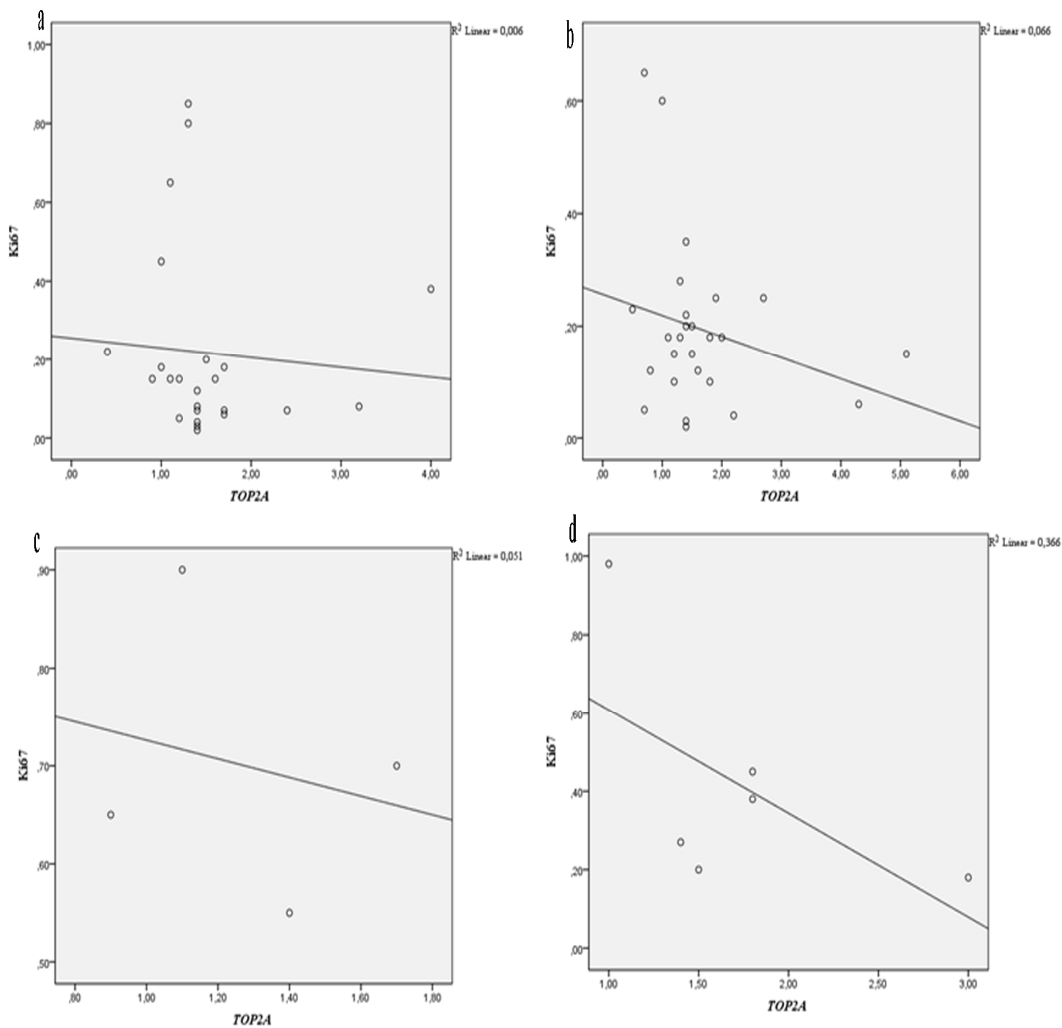 a
R² Linear = 0,006
1,00
,80
,60
,40
,20
,00
Ki67
,00 1,00 2,00 3,00 4,00
TOP2A
b
R² Linear = 0,066
,60
,40
,20
,00
Ki67
,00 1,00 2,00 3,00 4,00 5,00 6,00
TOP2A
c
R² Linear = 0,051
,90
,80
,70
,60
,50
Ki67
,80 1,00 1,20 1,40 1,60 1,80
TOP2A
d
R² Linear = 0,366
1,00
,80
,60
,40
,20
,00
Ki67
1,00 1,50 2,00 2,50 3,00
TOP2A